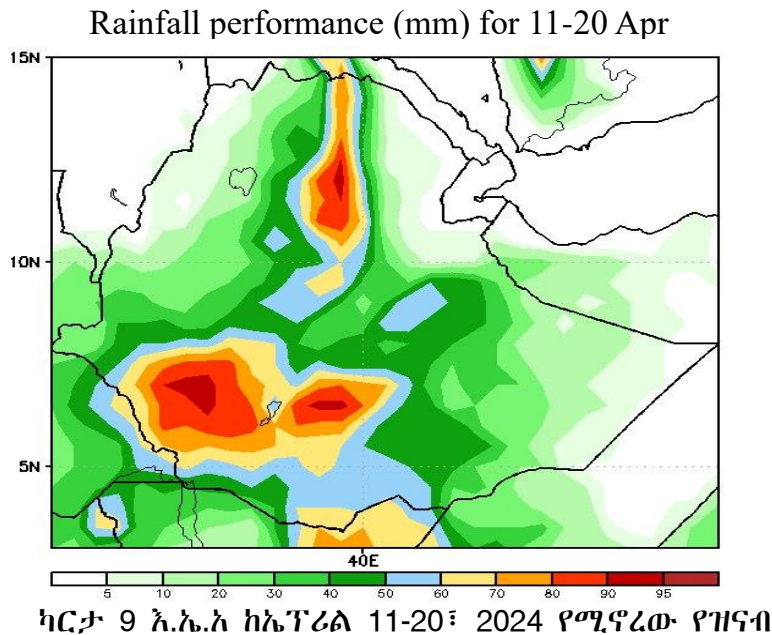 Rainfall performance (mm) for 11-20 Apr
15N
10N
5N
40E
5 10 20 30 40 50 60 70 80 90 95
ካርታ 9 እ.ኤ.አ ከኤፕሪል 11-20፣ 2024 የሚኖረው የዝናብ